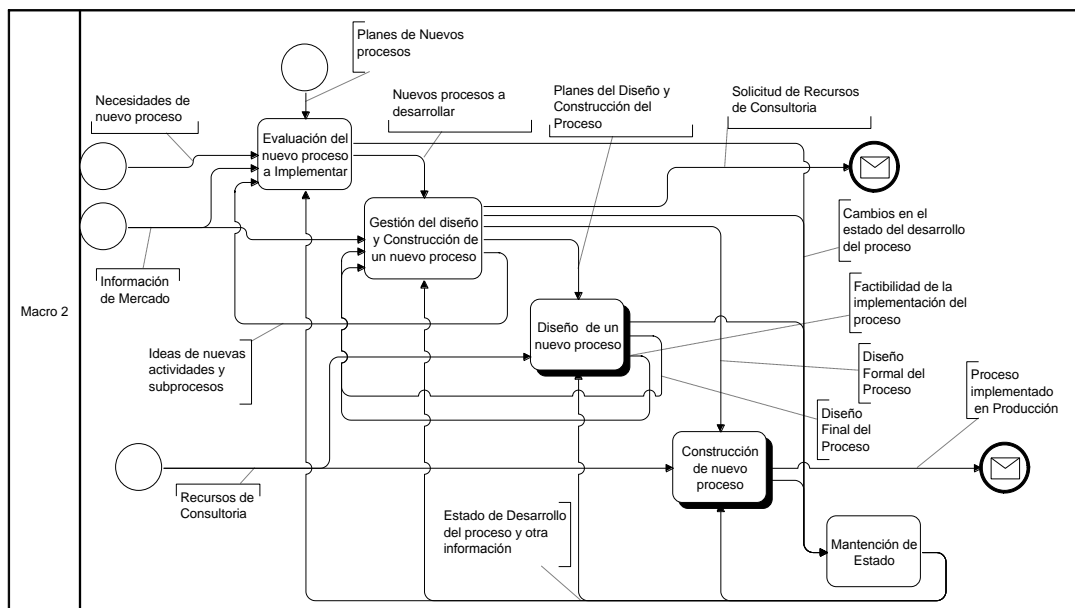 Planes de Nuevos
procesos
Necesidades de
nuevo proceso
Nuevos procesos a
desarrollar
Planes del Diseño y
Construcción del
Proceso
Solicitud de Recursos
de Consultoria
Evaluación del
nuevo proceso
a Implementar
Gestión del diseño
y Construcción de
un nuevo proceso
Cambios en el
estado del desarrollo
del proceso
Información
de Mercado
Factibilidad de la
implementación del
proceso
Macro 2
Diseño de un
nuevo proceso
Ideas de nuevas
actividades y
subprocesos
Diseño
Formal del
Proceso
Proceso
implementado
en Producción
Diseño
Final del
Proceso
Construcción
de nuevo
proceso
Recursos de
Consultoria
Estado de Desarrollo
del proceso y otra
información
Mantención de
Estado